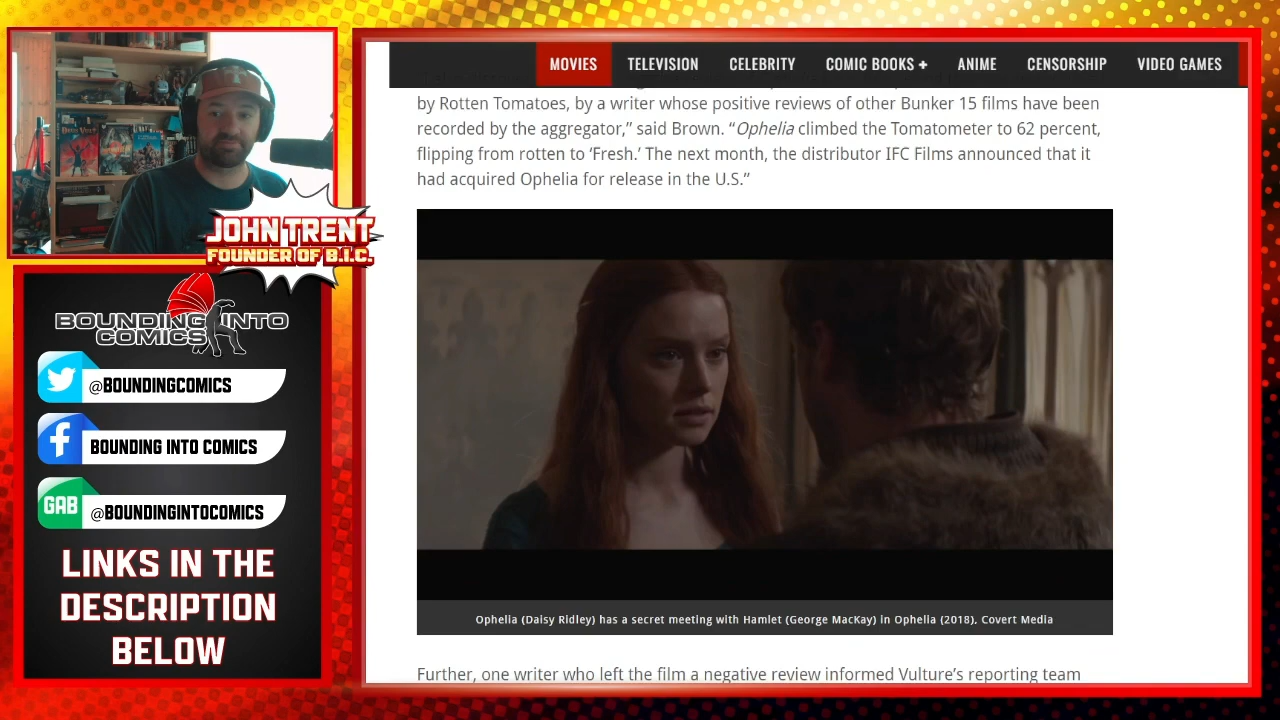 MOVIES TELEVISION CELEBRITY COMIC BOOKS + ANIME CENSORSHIP VIDEO GAMES
by Rotten Tomatoes, by a writer whose positive reviews of other Bunker 15 films have been
recorded by the aggregator,” said Brown. “Ophelia climbed the Tomatometer to 62 percent,
flipping from rotten to ‘Fresh.’ The next month, the distributor IFC Films announced that it
had acquired Ophelia for release in the U.S.”
Ophelia (Daisy Ridley) has a secret meeting with Hamlet (George MacKay) in Ophelia (2018), Covert Media
Further, one writer who left the film a negative review informed Vulture’s reporting team
JOHN TRENT
FOUNDER OF B.I.C.
BOUNDING INTO
COMICS
@BOUNDINGCOMICS
BOUNDING INTO COMICS
GAB @BOUNDINGINTOCOMICS
LINKS IN THE
DESCRIPTION
BELOW